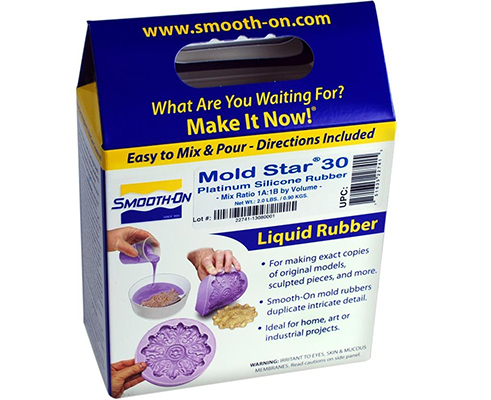 www.smooth-on.com
What Are You Waiting For?
Make It Now!®
Easy to Mix & Pour - Directions Included
SMOOTH-ON
Mold Star® 30
Platinum Silicone Rubber
- Mix Ratio 1A:1B by Volume -
Net Wt.: 2.0 LBS. / 0.90 KGS.
Lot #:
22741-13080001
UPC:
Liquid Rubber
• For making exact copies
of original models,
sculpted pieces, and more.
• Smooth-On mold rubbers
duplicate intricate detail.
• Ideal for home, art or
industrial projects.
WARNING: IRRITANT TO EYES, SKIN & MUCOUS
MEMBRANES. Read cautions on side panel.